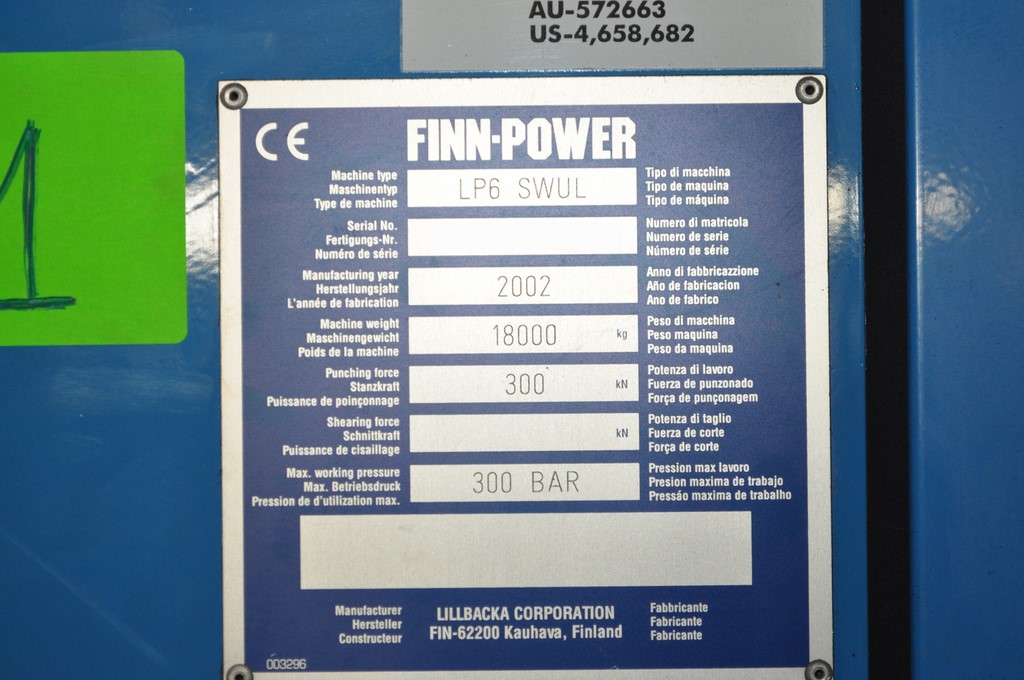 AU-572663
US-4,658,682
1
CE
FINN-POWER
Machine type
Maschinentyp
Type de machine
LP6 SWUL
Tipo di macchina
Tipo de maquina
Tipo de máquina
Serial No.
Fertigungs-Nr.
Numéro de série
Numero di matricola
Numero de serie
Número de série
Manufacturing year
Herstellungsjahr
L'année de fabrication
2002
Anno di fabbricazzione
Año de fabricacion
Ano de fabrico
Machine weight
Maschinengewicht
Poids de la machine
18000 kg
Peso di macchina
Peso maquina
Peso da maquina
Punching force
Stanzkraft
Puissance de poinçonnage
300 kN
Potenza di lavoro
Fuerza de punzonado
Força de punçonagem
Shearing force
Schnittkraft
Puissance de cisaillage
kN
Potenza di taglio
Fuerza de corte
Força de corte
Max. working pressure
Max. Betriebsdruck
Pression de d'utilization max.
300 BAR
Pression max lavoro
Presion maxima de trabajo
Pressáo maxima de trabalho
Manufacturer
Hersteller
Constructeur
LILLBACKA CORPORATION
FIN-62200 Kauhava, Finland
Fabbricante
Fabricante
Fabricante
003296